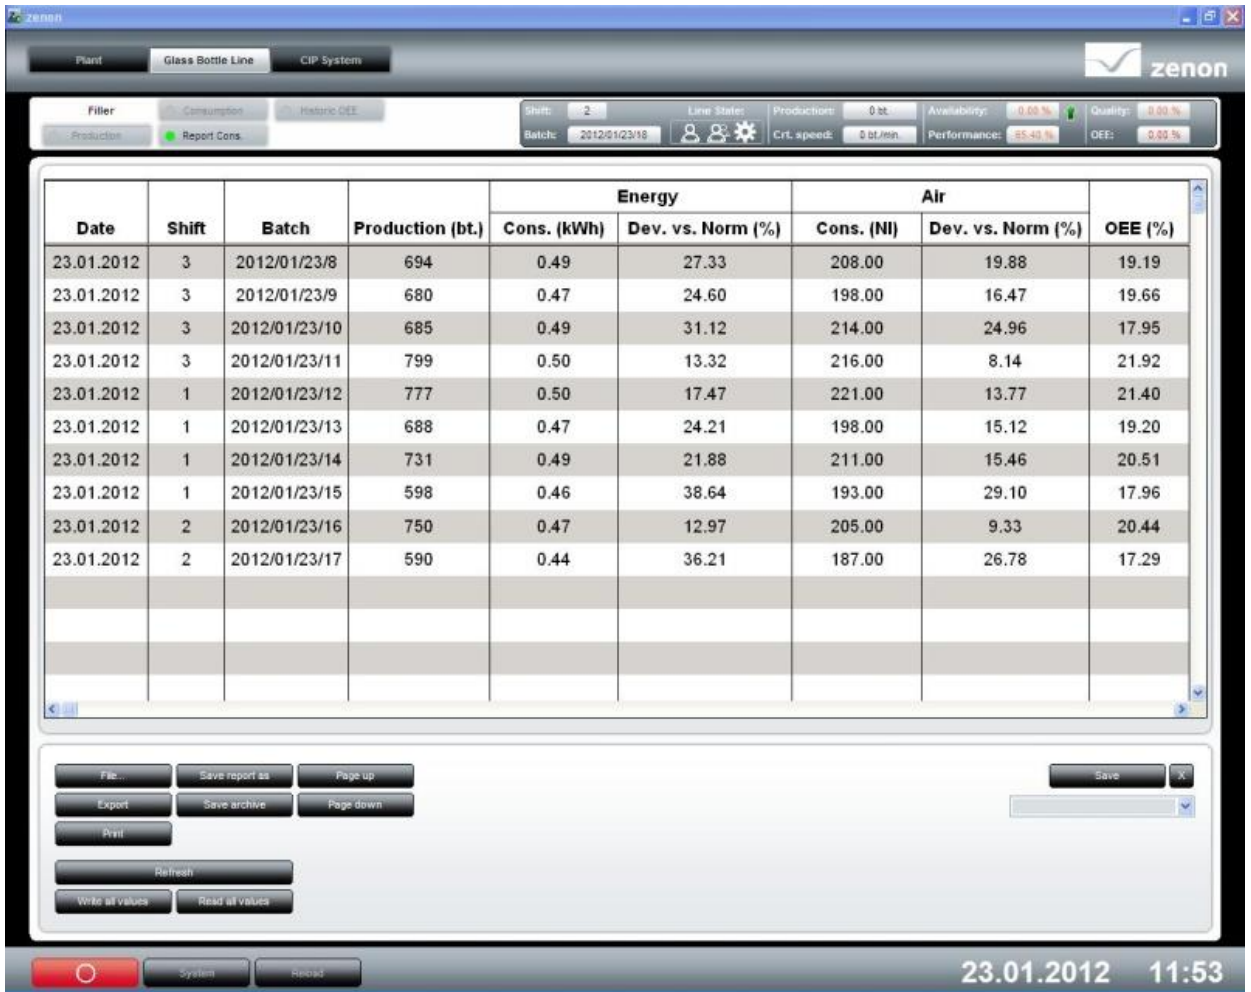 zenon
Plant Glass Bottle Line CIP System
zenon
Filler Consumption Historic OEE
Production Report Cons.
Shift: 2 Line State: Production: 0 bt. Availability: 0.00 % Quality: 0.00 %
Batch: 2012/01/23/18 Crt. speed: 0 bt./min. Performance: 65.40 % OEE: 0.00 %
Energy Air
Date Shift Batch Production (bt.) Cons. (kWh) Dev. vs. Norm (%) Cons. (Nl) Dev. vs. Norm (%) OEE (%)
23.01.2012 3 2012/01/23/8 694 0.49 27.33 208.00 19.88 19.19
23.01.2012 3 2012/01/23/9 680 0.47 24.60 198.00 16.47 19.66
23.01.2012 3 2012/01/23/10 685 0.49 31.12 214.00 24.96 17.95
23.01.2012 3 2012/01/23/11 799 0.50 13.32 216.00 8.14 21.92
23.01.2012 1 2012/01/23/12 777 0.50 17.47 221.00 13.77 21.40
23.01.2012 1 2012/01/23/13 688 0.47 24.21 198.00 15.12 19.20
23.01.2012 1 2012/01/23/14 731 0.49 21.88 211.00 15.46 20.51
23.01.2012 1 2012/01/23/15 598 0.46 38.64 193.00 29.10 17.96
23.01.2012 2 2012/01/23/16 750 0.47 12.97 205.00 9.33 20.44
23.01.2012 2 2012/01/23/17 590 0.44 36.21 187.00 26.78 17.29
File... Save report as Page up Save X
Export Save archive Page down
Print
Refresh
Write all values Read all values
System Reload 23.01.2012 11:53